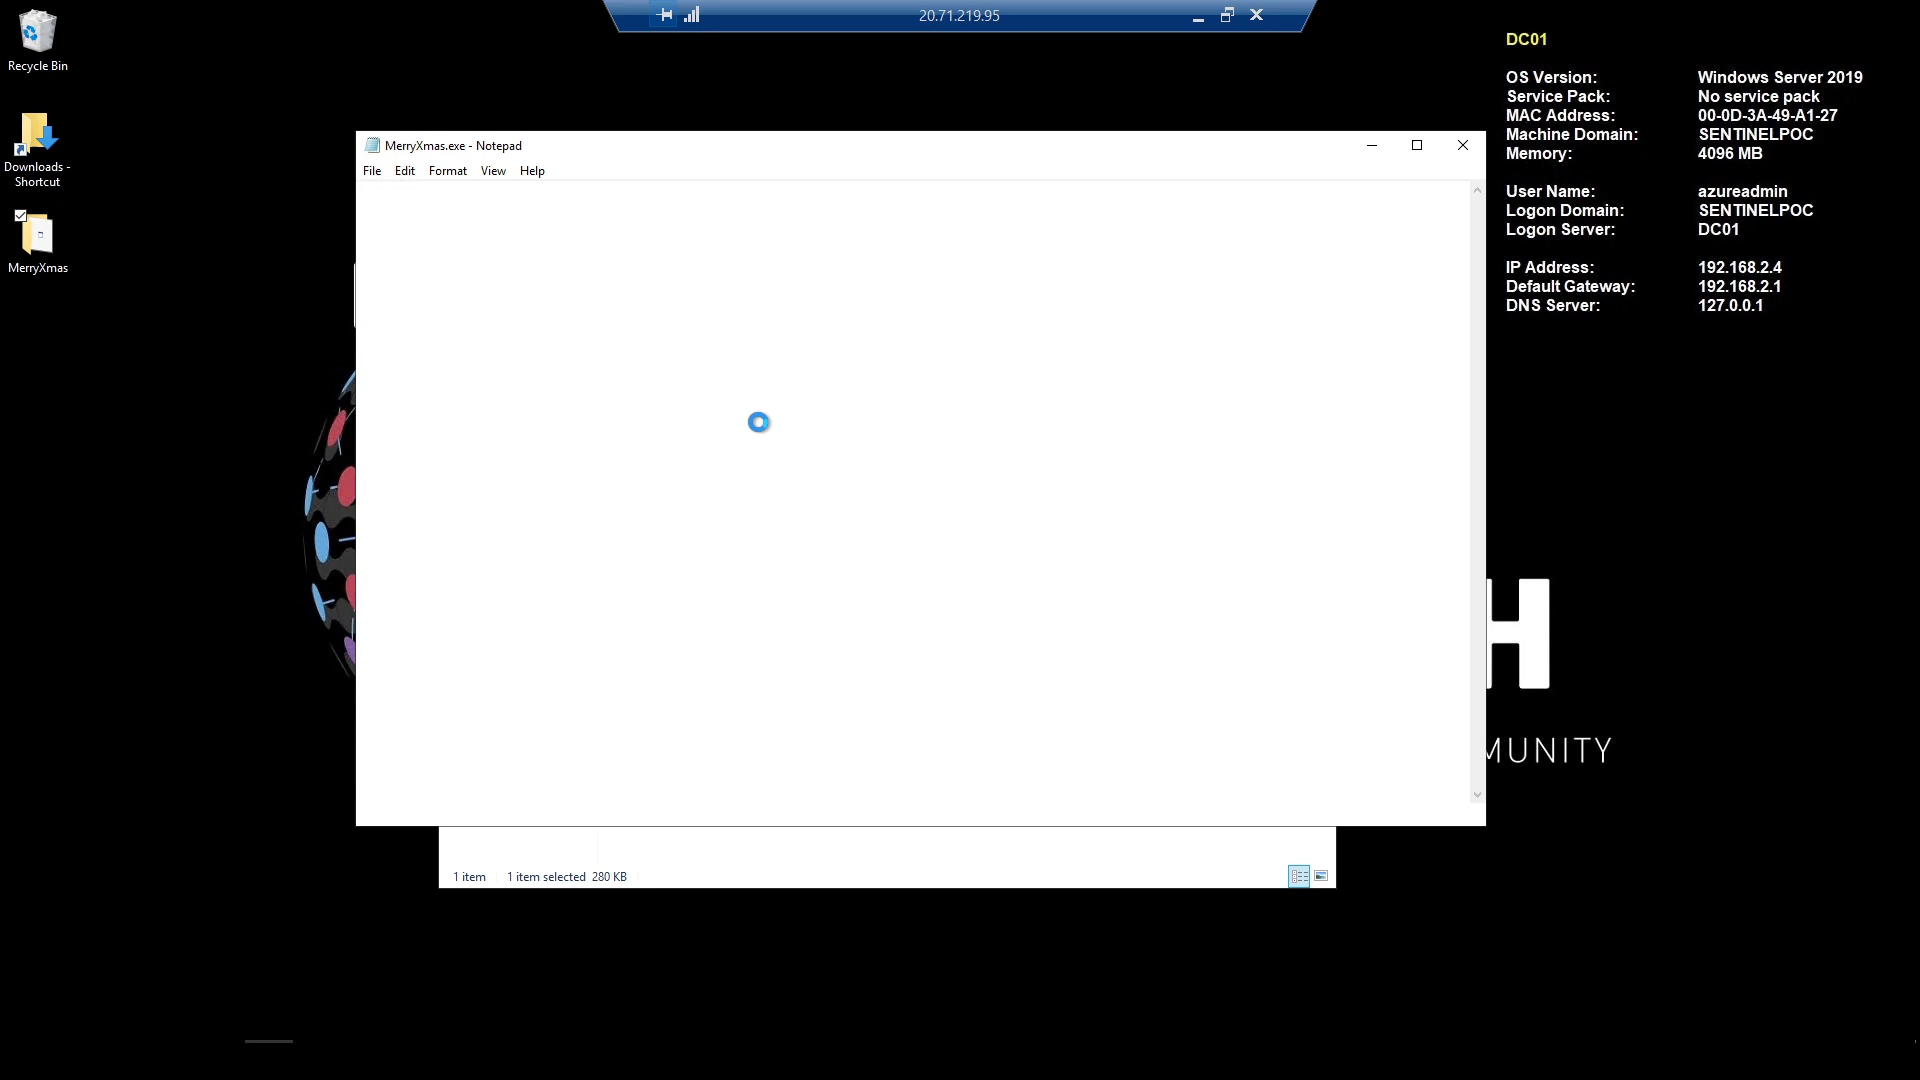 20.71.219.95
Recycle Bin
Downloads -
Shortcut
MerryXmas
MerryXmas.exe - Notepad
File Edit Format View Help
1 item 1 item selected 280 KB
DC01
OS Version: Windows Server 2019
Service Pack: No service pack
MAC Address: 00-0D-3A-49-A1-27
Machine Domain: SENTINELPOC
Memory: 4096 MB
User Name: azureadmin
Logon Domain: SENTINELPOC
Logon Server: DC01
IP Address: 192.168.2.4
Default Gateway: 192.168.2.1
DNS Server: 127.0.0.1
H
MUNITY